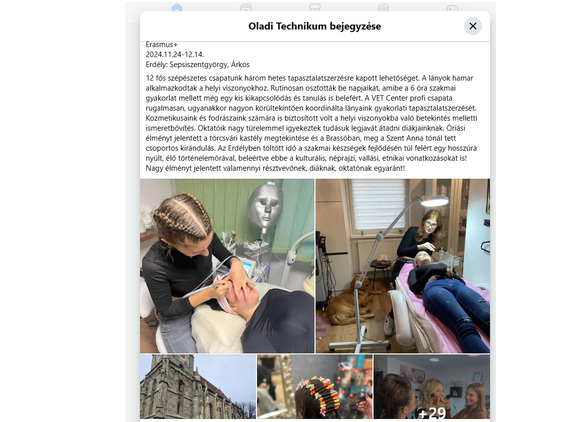 Oladi Technikum bejegyzése
Erasmus+
2024.11.24-12.14.
Erdély: Sepsiszentgyörgy, Árkos
12 fős szépészetes csapatunk három hetes tapasztalatszerzésre kapott lehetőséget. A lányok hamar
alkalmazkodtak a helyi viszonyokhoz. Rutinosan osztották be napjaikat, amibe a 6 óra szakmai
gyakorlat mellett még egy kis kikapcsolódás és tanulás is belefért. A VET Center profi csapata
rugalmasan, ugyanakkor nagyon körültekintően koordinálta lányaink gyakorlati tapasztalatszerzését.
Kozmetikusaink és fodrászaink számára is biztosított volt a helyi viszonyokba való betekintés melletti
ismeretbővítés. Oktatóik nagy türelemmel igyekeztek tudásuk legjavát átadni diákjainknak. Óriási
élményt jelentett a törcsvári kastély megtekintése és a Brassóban, meg a Szent Anna tónál tett
csoportos kirándulás. Az Erdélyben töltött idő a szakmai készségek fejlődésén túl felért egy hosszúra
nyúlt, élő történelemórával, beleértve ebbe a kulturális, néprajzi, vallási, etnikai vonatkozásokat is!
Nagy élményt jelentett valamennyi résztvevőnek, diáknak, oktatónak egyaránt!
+29